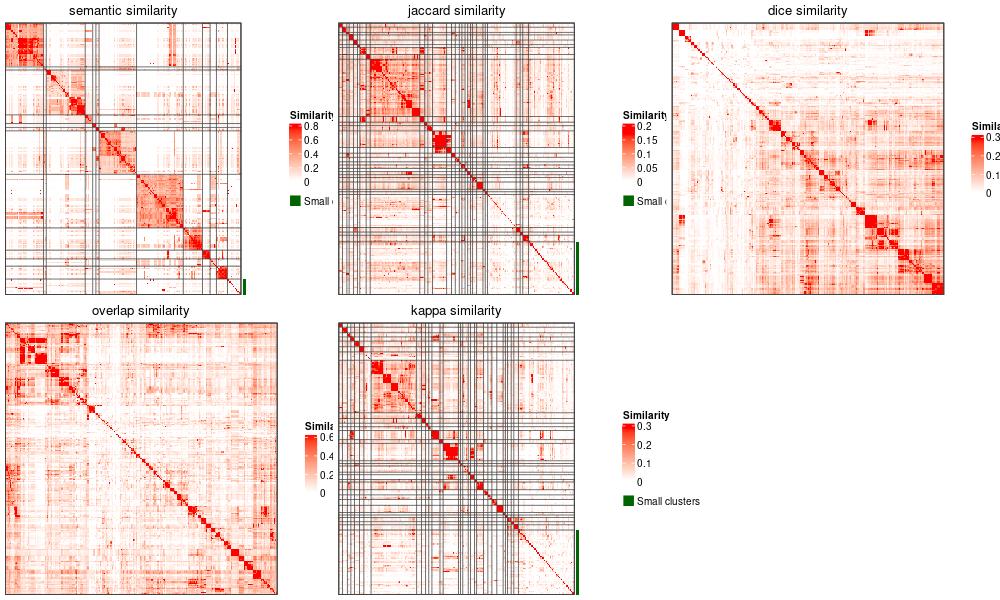 semantic similarity
Similarity
0.8
0.6
0.4
0.2
0
Small
jaccard similarity
Similarity
0.2
0.15
0.1
0.05
0
Small
dice similarity
Simila
0.3
0.2
0.1
0
overlap similarity
Simila
0.6
0.4
0.2
0
kappa similarity
Similarity
0.3
0.2
0.1
0
Small clusters